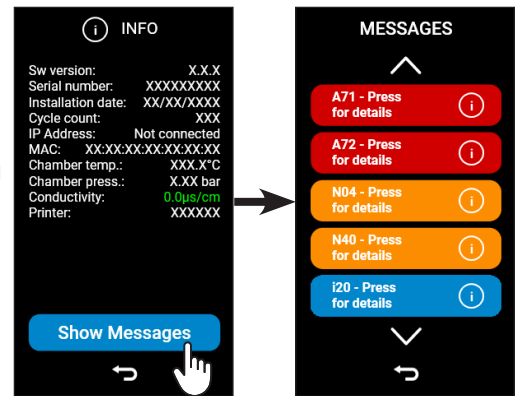 i INFO
Sw version: X.X.X
Serial number: XXXXXXXXX
Installation date: XX/XX/XXXX
Cycle count: XXX
IP Address: Not connected
MAC: XX:XX:XX:XX:XX:XX:XX
Chamber temp.: XXX.X°C
Chamber press.: X.XX bar
Conductivity: 0.0µs/cm
Printer: XXXXXX
Show Messages
MESSAGES
A71 - Press
for details i
A72 - Press
for details i
N04 - Press
for details i
N40 - Press
for details i
i20 - Press
for details i